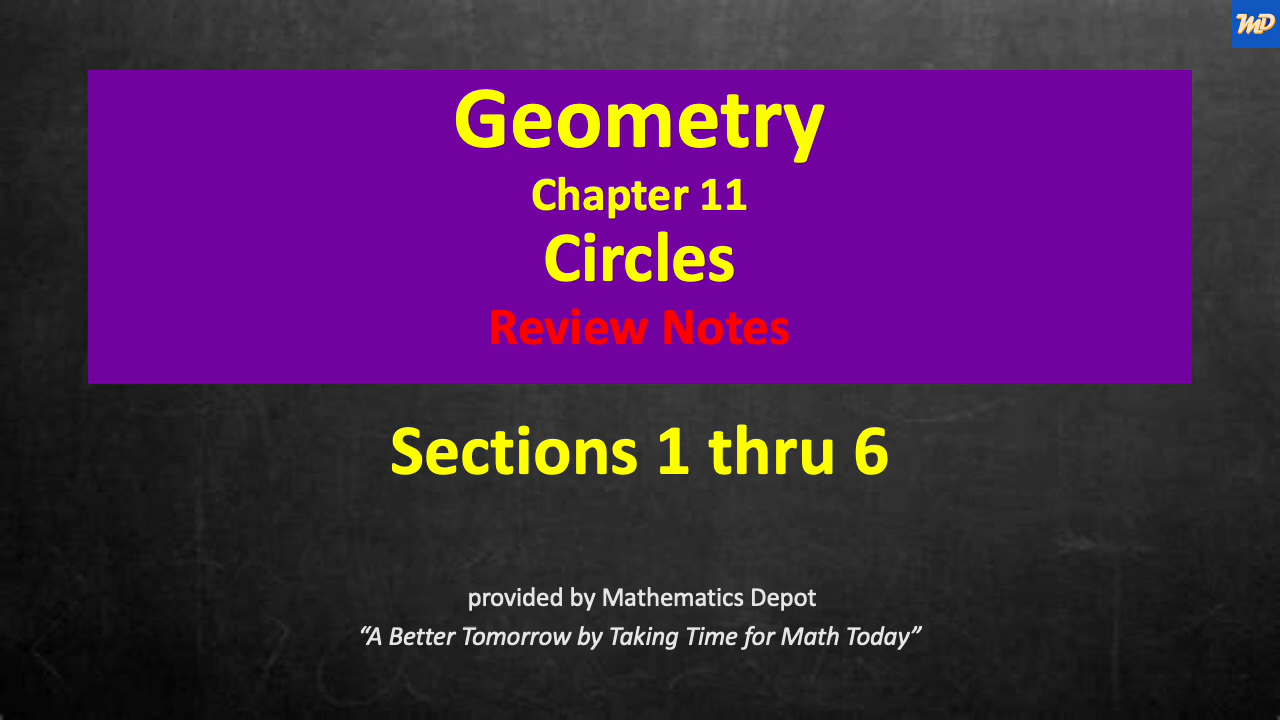 MD
Geometry
Chapter 11
Circles
Review Notes
Sections 1 thru 6
provided by Mathematics Depot
“A Better Tomorrow by Taking Time for Math Today”